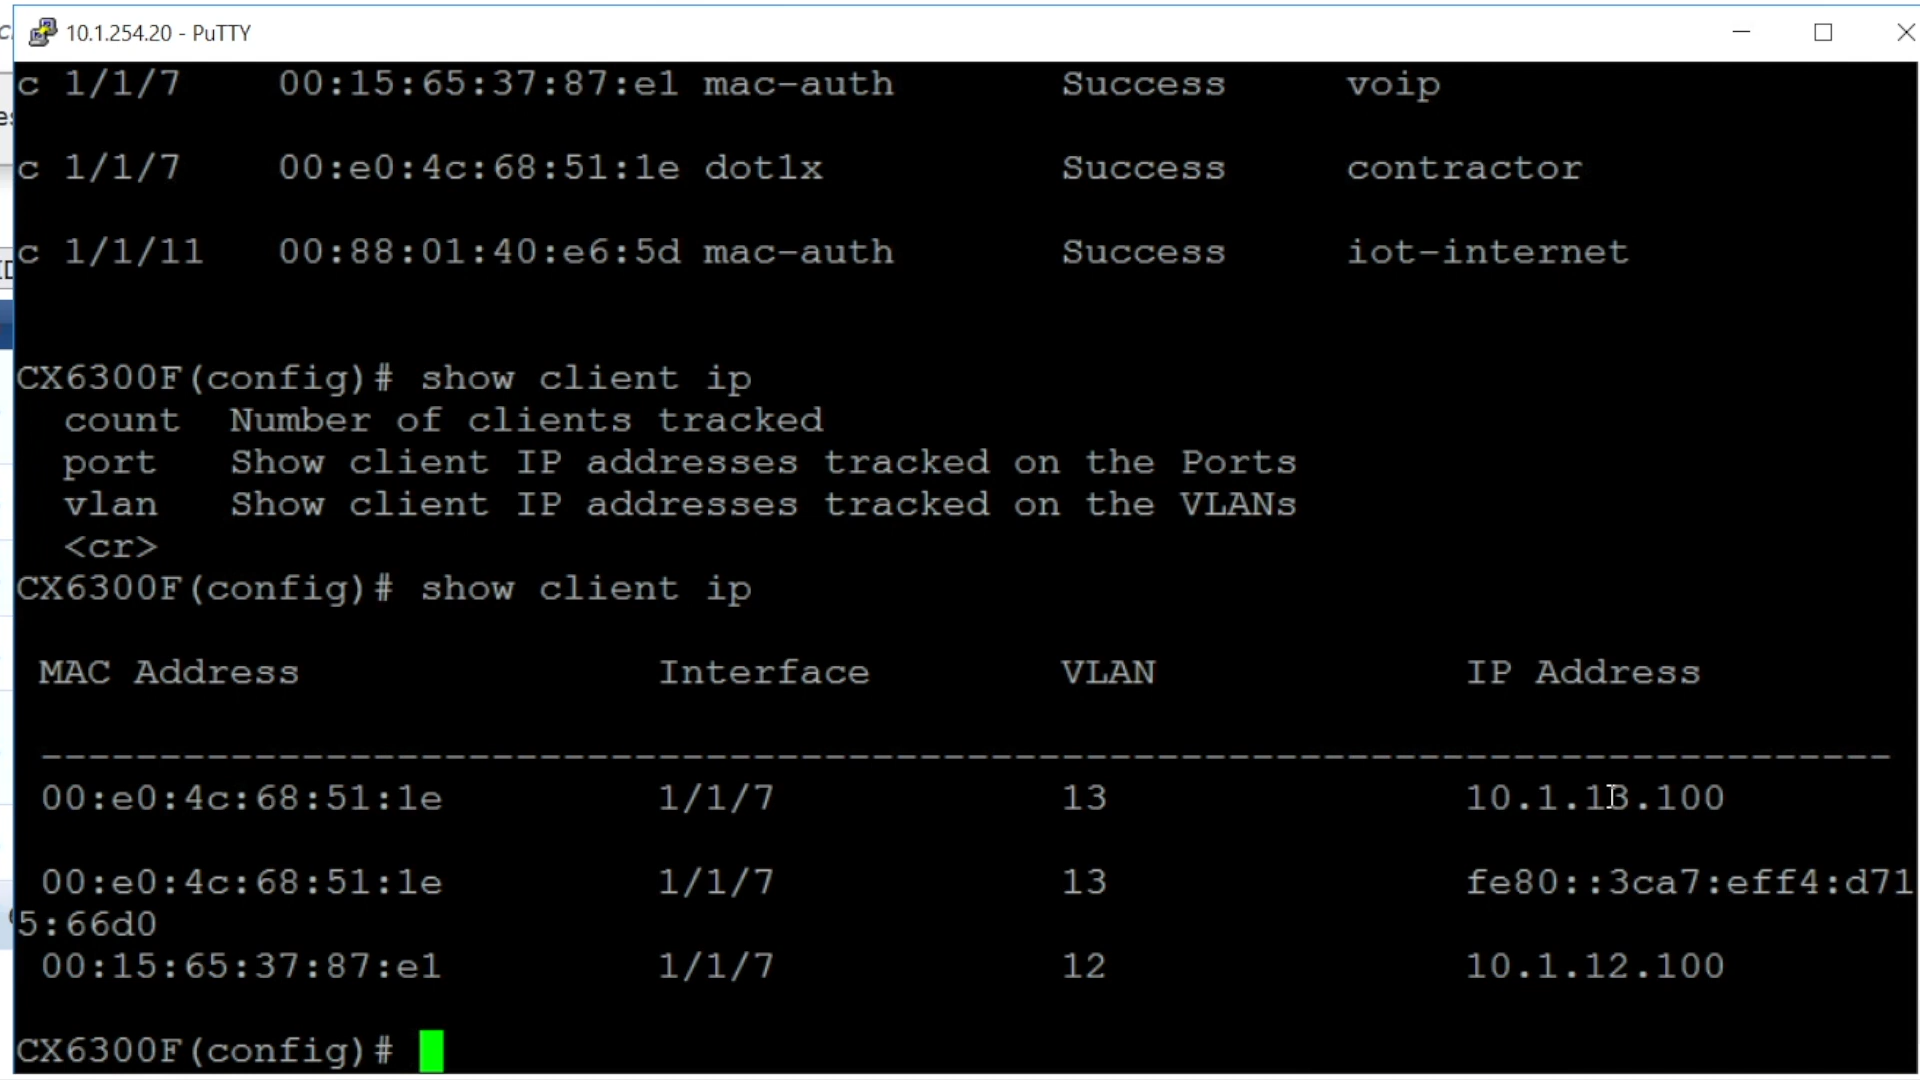 10.1.254.20 - PuTTY
c 1/1/7 00:15:65:37:87:e1 mac-auth Success voip
c 1/1/7 00:e0:4c:68:51:1e dot1x Success contractor
c 1/1/11 00:88:01:40:e6:5d mac-auth Success iot-internet
CX6300F(config)# show client ip
count Number of clients tracked
port Show client IP addresses tracked on the Ports
vlan Show client IP addresses tracked on the VLANs
<cr>
CX6300F(config)# show client ip
MAC Address Interface VLAN IP Address
--------------------------------------------------------------------------------
00:e0:4c:68:51:1e 1/1/7 13 10.1.13.100
00:e0:4c:68:51:1e 1/1/7 13 fe80::3ca7:eff4:d71
5:66d0
00:15:65:37:87:e1 1/1/7 12 10.1.12.100
CX6300F(config)#